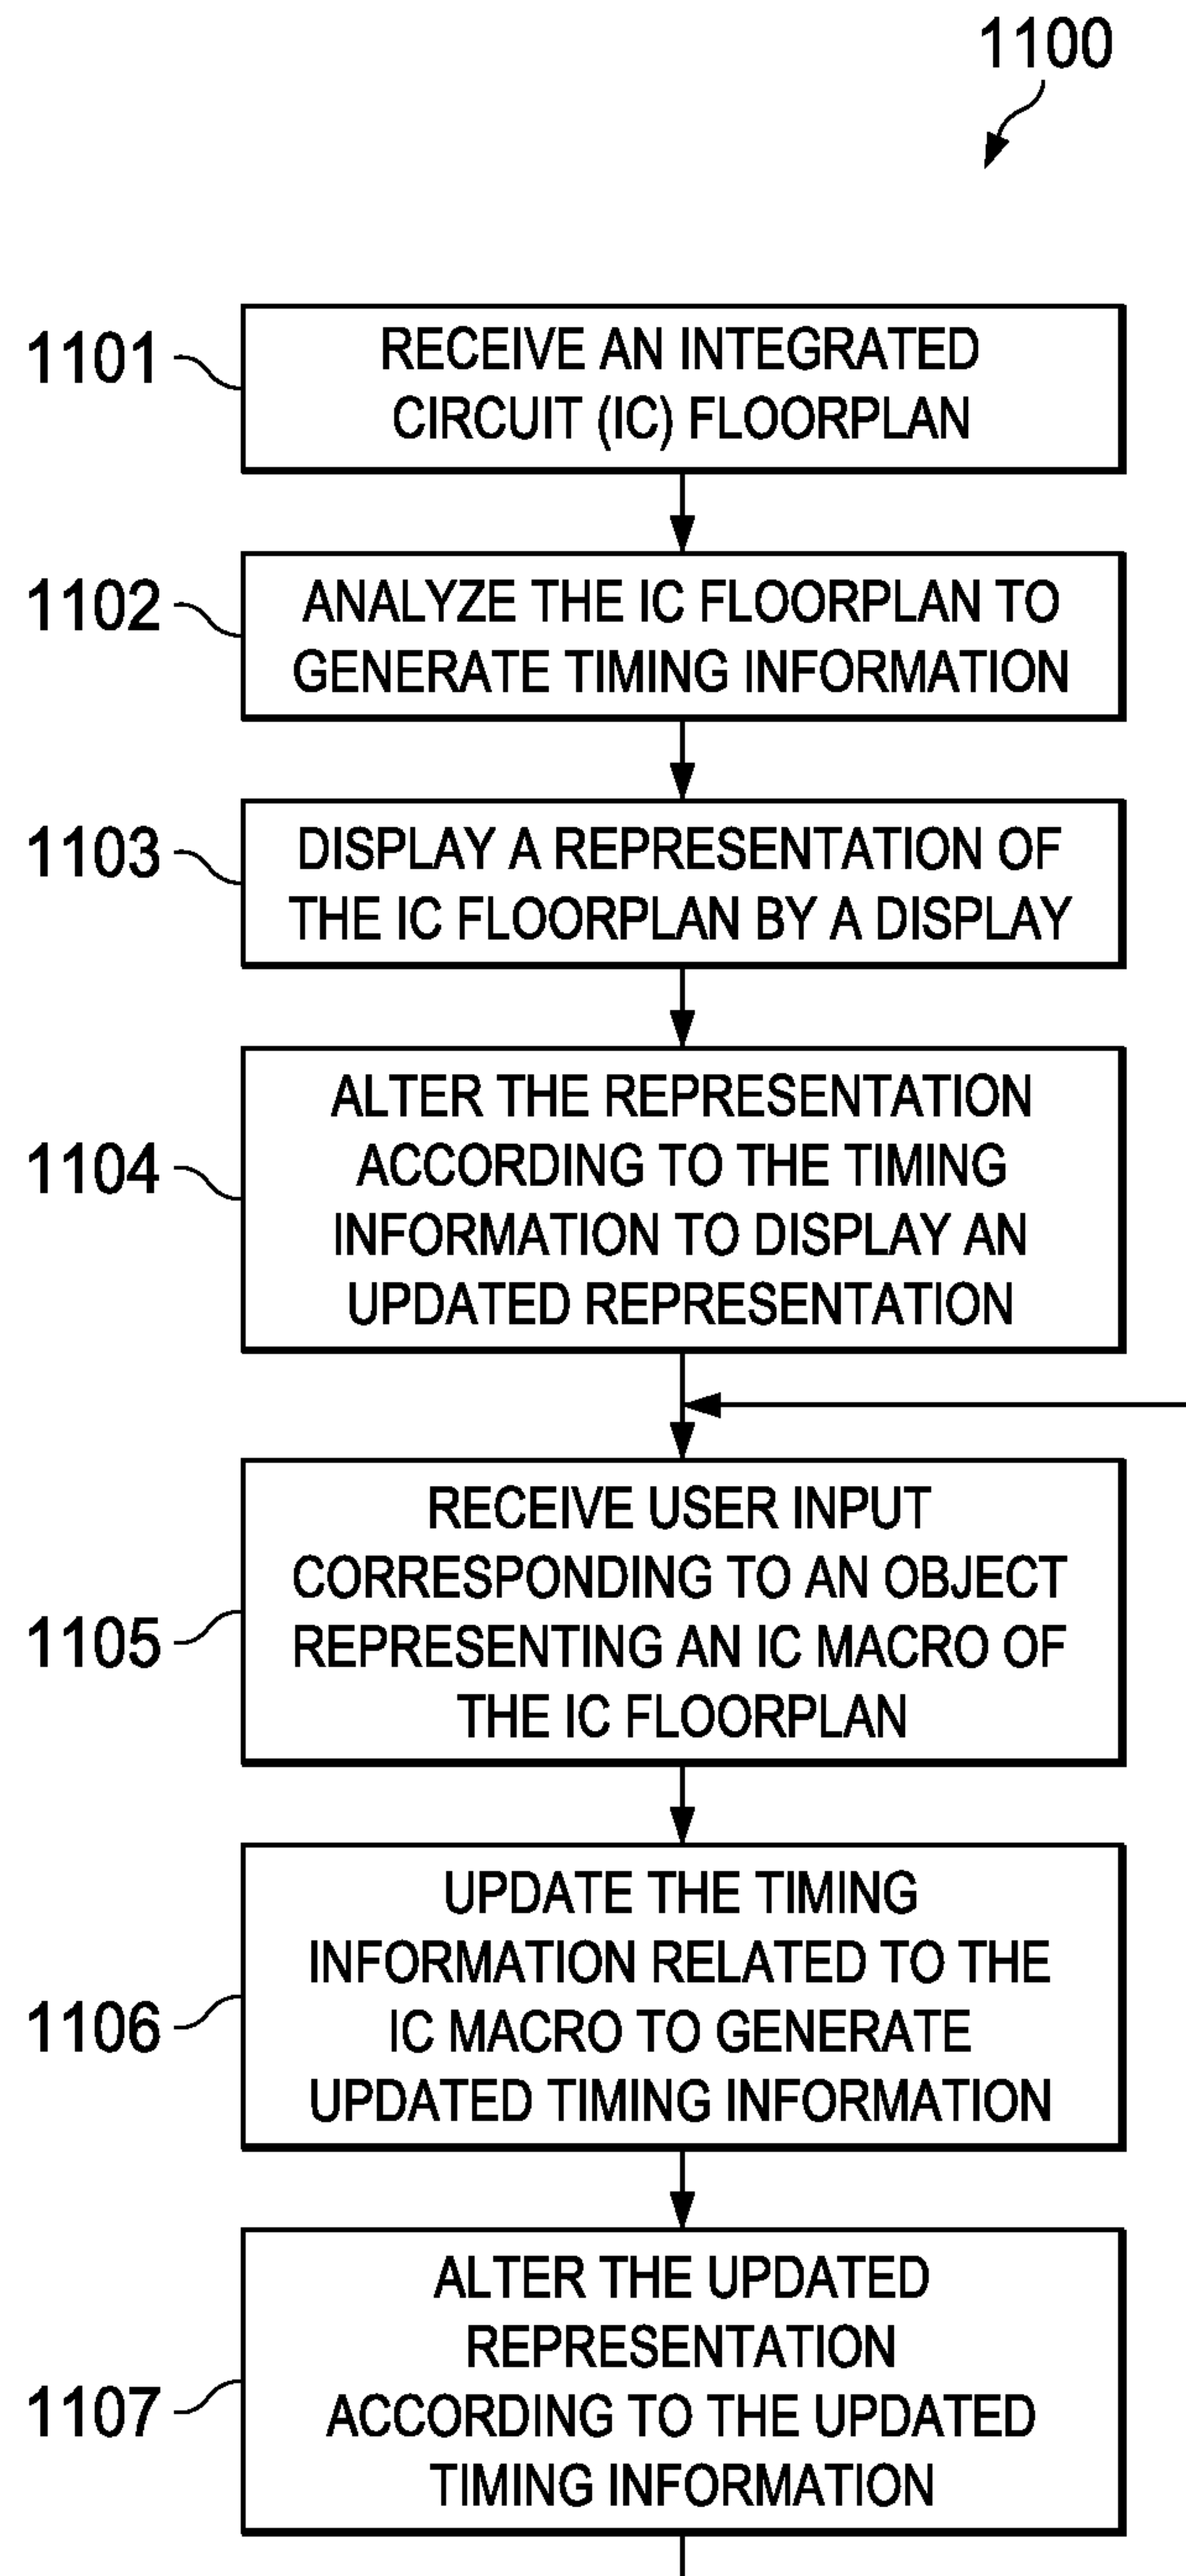 1100
1101
RECEIVE AN INTEGRATED
CIRCUIT (IC) FLOORPLAN
1102
ANALYZE THE IC FLOORPLAN TO
GENERATE TIMING INFORMATION
1103
DISPLAY A REPRESENTATION OF
THE IC FLOORPLAN BY A DISPLAY
1104
ALTER THE REPRESENTATION
ACCORDING TO THE TIMING
INFORMATION TO DISPLAY AN
UPDATED REPRESENTATION
1105
RECEIVE USER INPUT
CORRESPONDING TO AN OBJECT
REPRESENTING AN IC MACRO OF
THE IC FLOORPLAN
1106
UPDATE THE TIMING
INFORMATION RELATED TO THE
IC MACRO TO GENERATE
UPDATED TIMING INFORMATION
1107
ALTER THE UPDATED
REPRESENTATION
ACCORDING TO THE UPDATED
TIMING INFORMATION